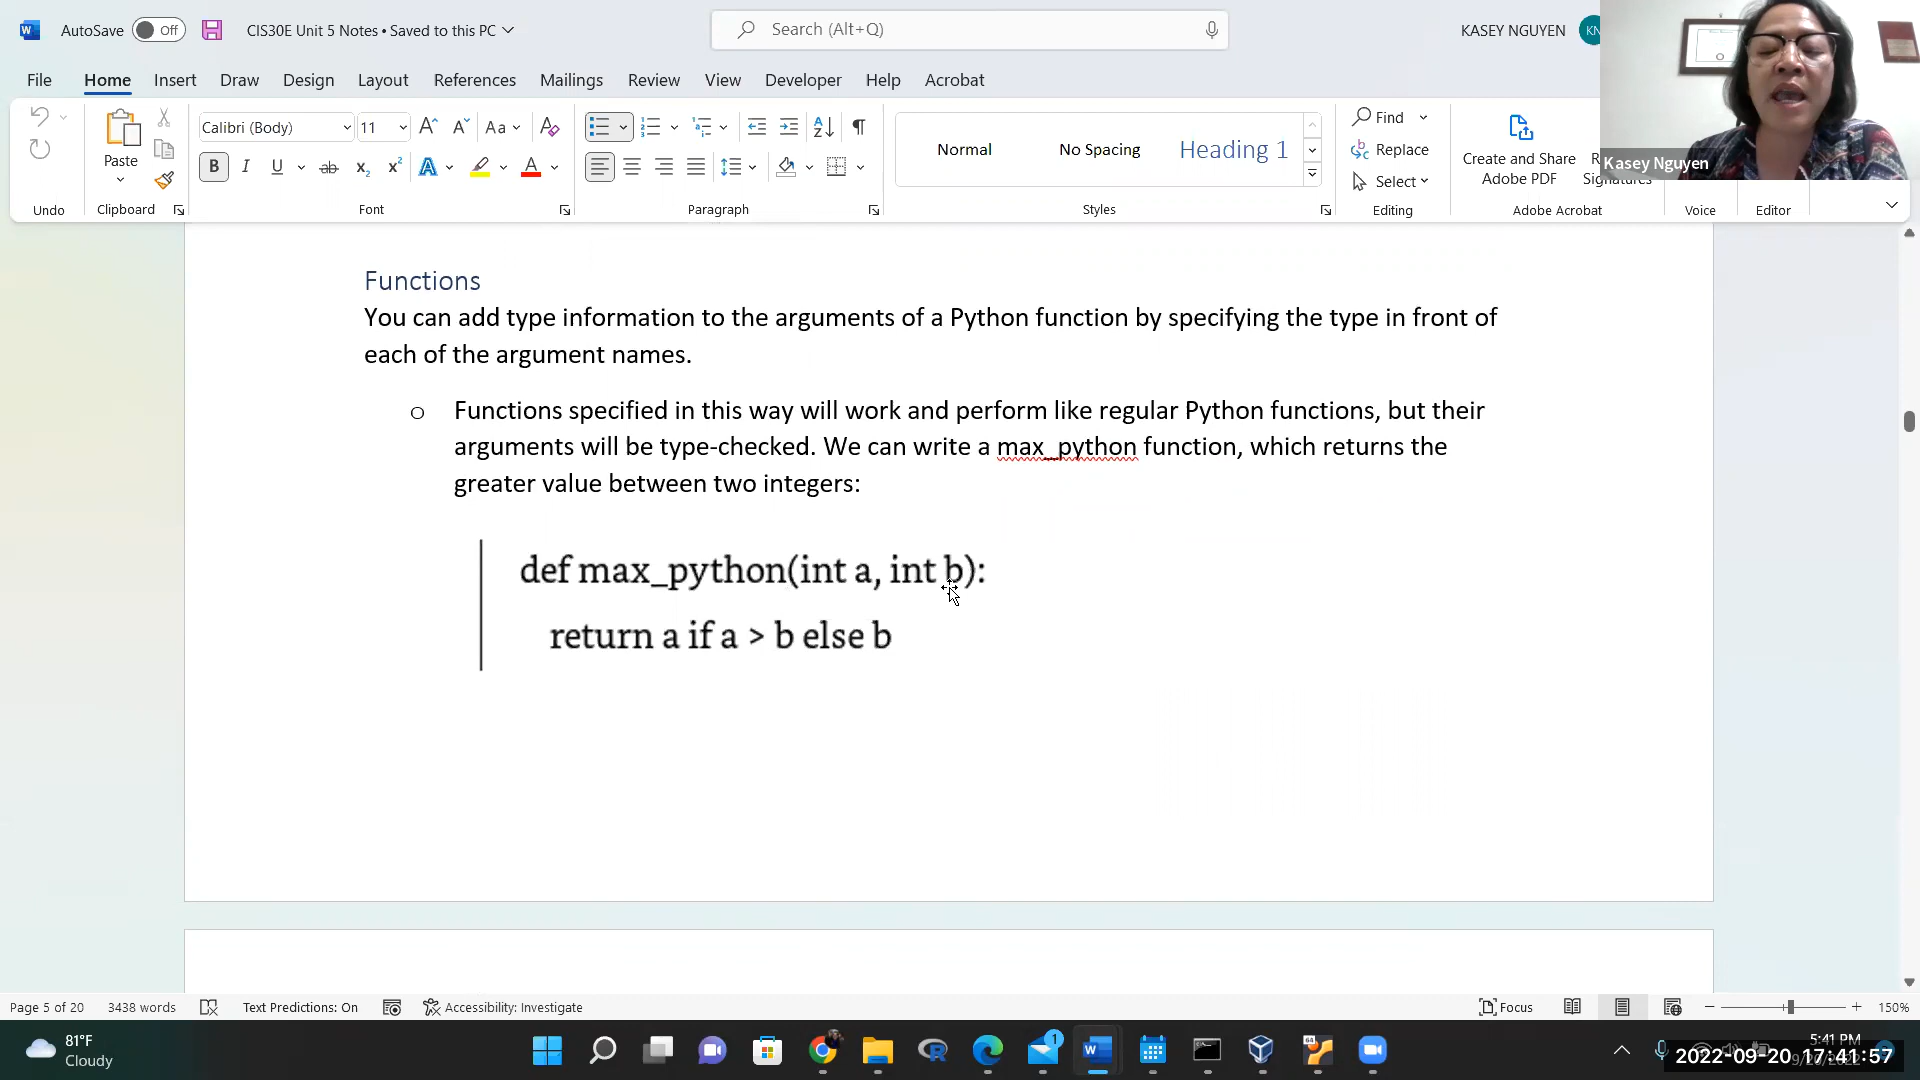 AutoSave Off CIS30E Unit 5 Notes • Saved to this PC Search (Alt+Q) KASEY NGUYEN
File Home Insert Draw Design Layout References Mailings Review View Developer Help Acrobat
Paste
Calibri (Body) 11
Normal No Spacing Heading 1
Find
Replace
Select
Create and Share
Adobe PDF
Kasey Nguyen
Undo Clipboard Font Paragraph Styles Editing Adobe Acrobat Voice Editor
Functions
You can add type information to the arguments of a Python function by specifying the type in front of
each of the argument names.
o Functions specified in this way will work and perform like regular Python functions, but their
arguments will be type-checked. We can write a max_python function, which returns the
greater value between two integers:
def max_python(int a, int b):
return a if a > b else b
Page 5 of 20 3438 words Text Predictions: On Accessibility: Investigate Focus 150%
81°F
Cloudy
5:41 PM
2022-09-20 17:41:57